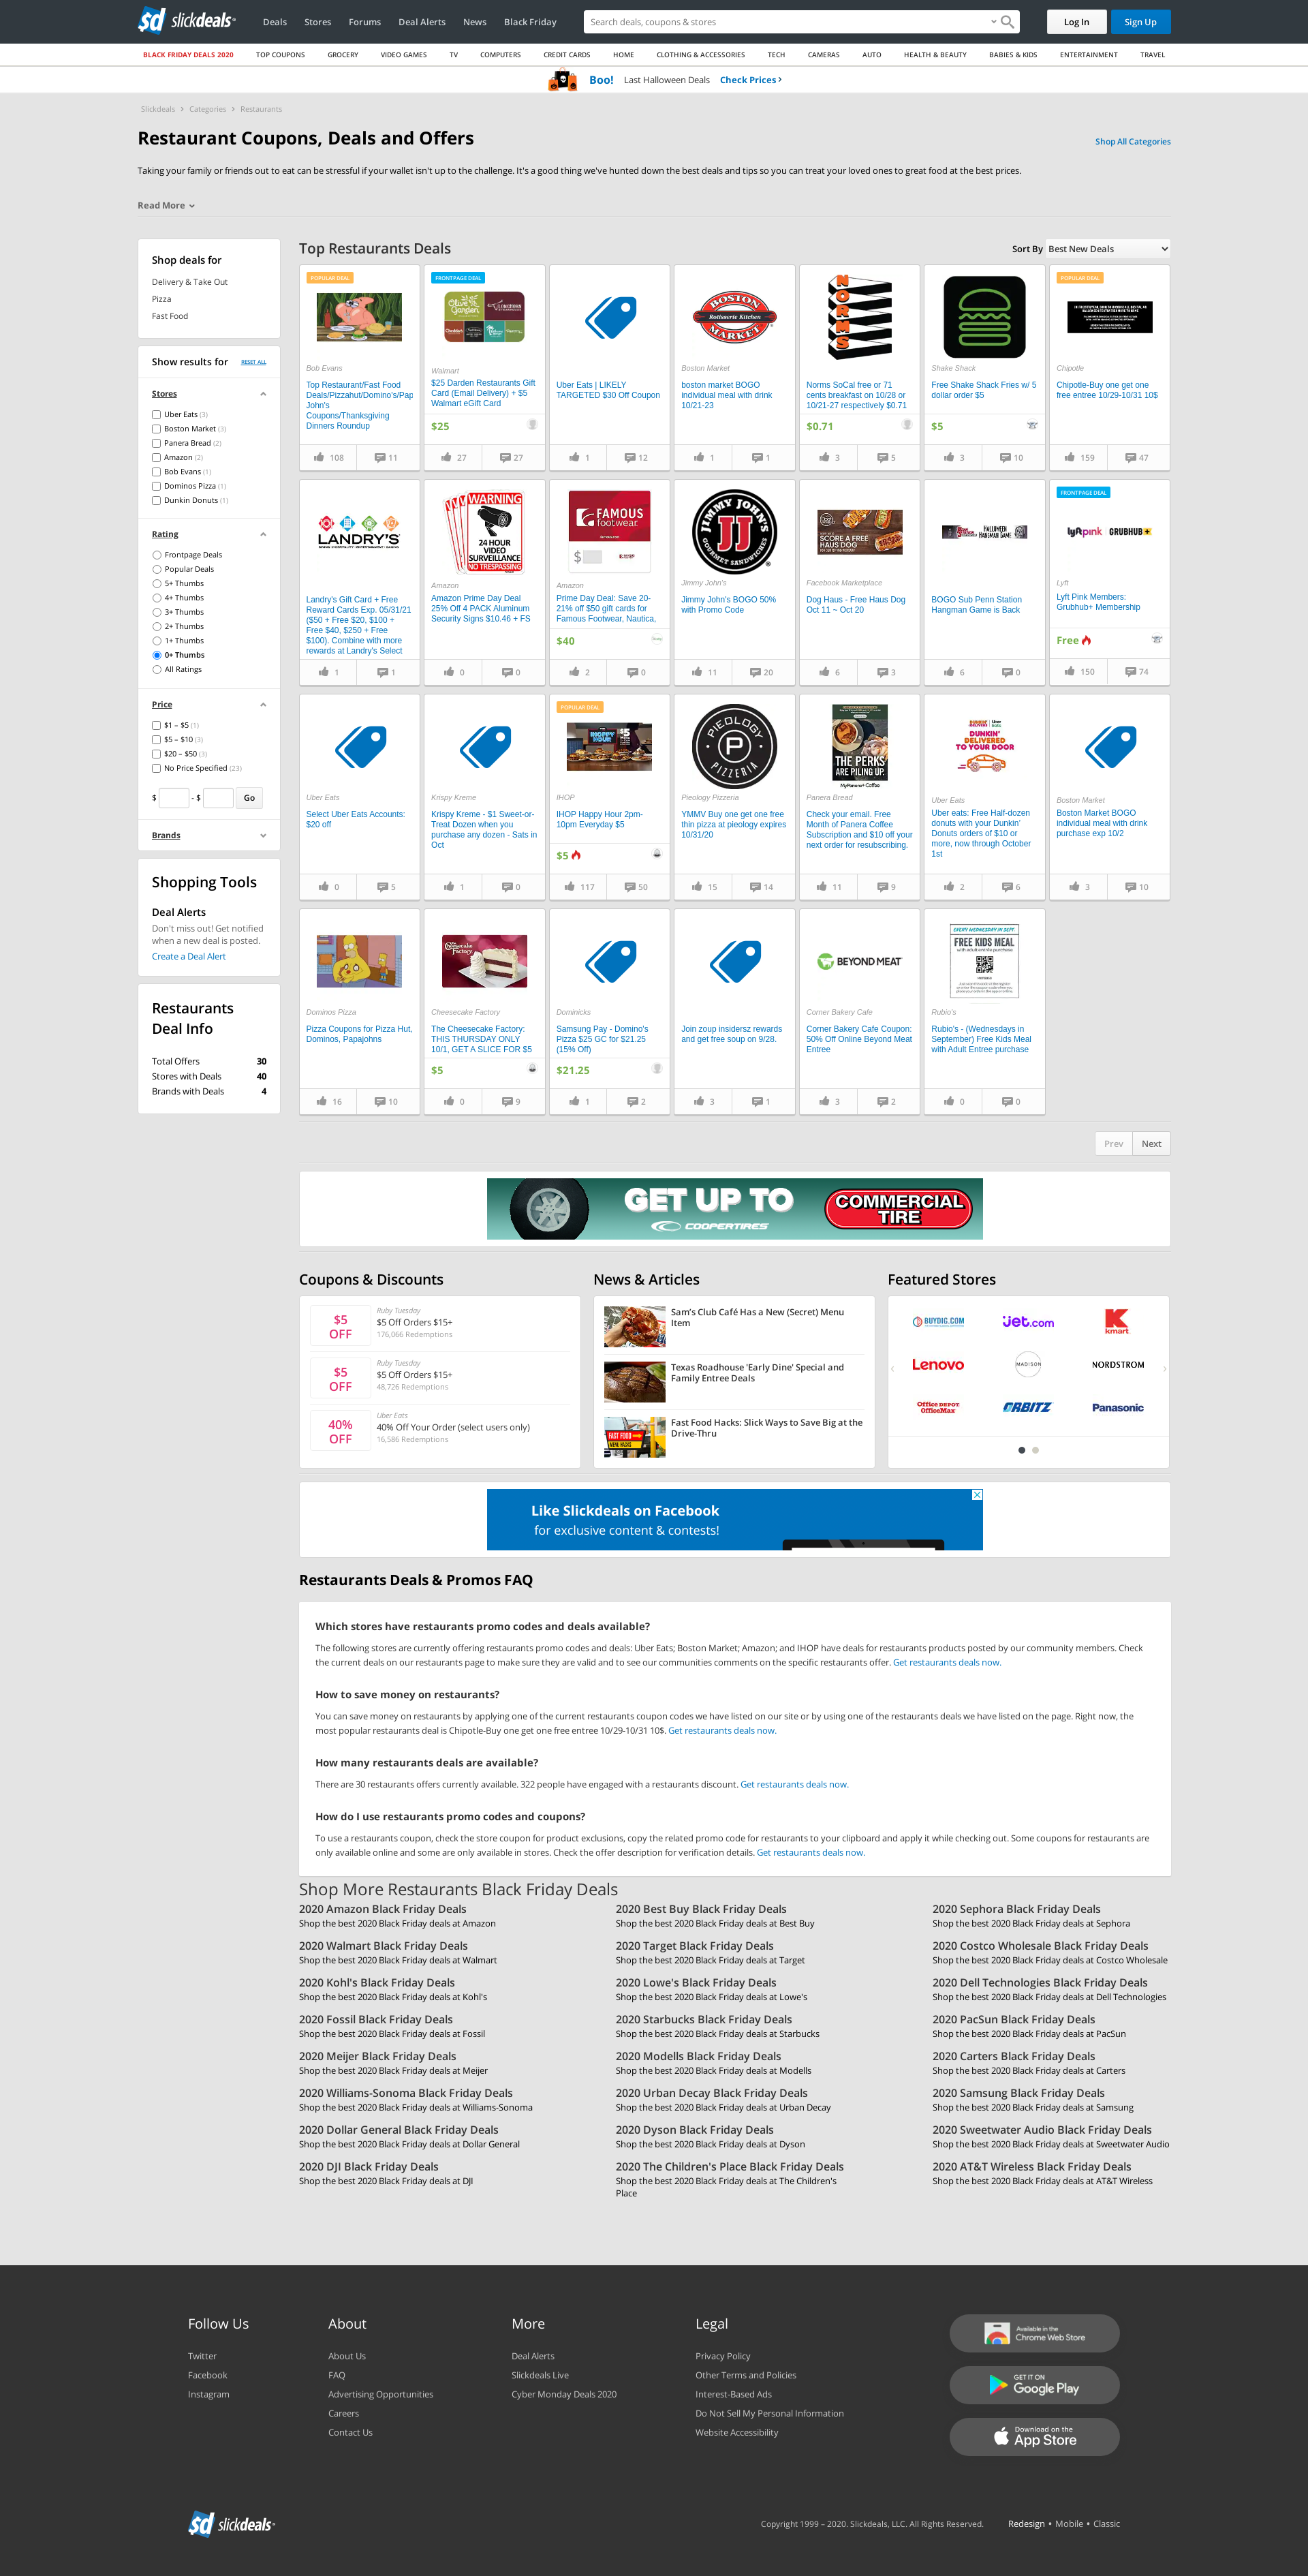 slickdeals
Deals
Stores
Forums
Deal Alerts
News
Black Friday
Search deals, coupons & stores
Log In
Sign Up
BLACK FRIDAY DEALS 2020
TOP COUPONS
GROCERY
VIDEO GAMES
TV
COMPUTERS
CREDIT CARDS
HOME
CLOTHING & ACCESSORIES
TECH
CAMERAS
AUTO
HEALTH & BEAUTY
BABIES & KIDS
ENTERTAINMENT
TRAVEL
Boo! Last Halloween Deals Check Prices ›
Slickdeals › Categories › Restaurants
Restaurant Coupons, Deals and Offers
Shop All Categories
Taking your family or friends out to eat can be stressful if your wallet isn't up to the challenge. It's a good thing we've hunted down the best deals and tips so you can treat your loved ones to great food at the best prices.
Read More
Shop deals for
Delivery & Take Out
Pizza
Fast Food
Show results for RESET ALL
Stores
Uber Eats (3)
Boston Market (3)
Panera Bread (2)
Amazon (2)
Bob Evans (1)
Dominos Pizza (1)
Dunkin Donuts (1)
Rating
Frontpage Deals
Popular Deals
5+ Thumbs
4+ Thumbs
3+ Thumbs
2+ Thumbs
1+ Thumbs
0+ Thumbs
All Ratings
Price
$1 – $5 (1)
$5 – $10 (3)
$20 – $50 (3)
No Price Specified (23)
$ - $ Go
Brands
Shopping Tools
Deal Alerts
Don't miss out! Get notified
when a new deal is posted.
Create a Deal Alert
Restaurants
Deal Info
Total Offers 30
Stores with Deals 40
Brands with Deals 4
Top Restaurants Deals
Sort By Best New Deals
POPULAR DEAL
Bob Evans
Top Restaurant/Fast Food
Deals/Pizzahut/Domino's/Pap
John's
Coupons/Thanksgiving
Dinners Roundup
108 11
FRONTPAGE DEAL
Olive Garden
Walmart
$25 Darden Restaurants Gift
Card (Email Delivery) + $5
Walmart eGift Card
$25
27 27
Uber Eats | LIKELY
TARGETED $30 Off Coupon
1 12
BOSTON
Rotisserie Kitchen
MARKET
Boston Market
boston market BOGO
individual meal with drink
10/21-23
1 1
NORMS
Norms SoCal free or 71
cents breakfast on 10/28 or
10/21-27 respectively $0.71
$0.71
3 5
Shake Shack
Free Shake Shack Fries w/ 5
dollar order $5
$5
3 10
POPULAR DEAL
Chipotle
Chipotle-Buy one get one
free entree 10/29-10/31 10$
159 47
LANDRY'S
Landry's Gift Card + Free
Reward Cards Exp. 05/31/21
($50 + Free $20, $100 +
Free $40, $250 + Free
$100). Combine with more
rewards at Landry's Select
1 1
WARNING
24 HOUR
VIDEO
SURVEILLANCE
NO TRESPASSING
Amazon
Amazon Prime Day Deal
25% Off 4 PACK Aluminum
Security Signs $10.46 + FS
0 0
FAMOUS
footwear
$
Amazon
Prime Day Deal: Save 20-
21% off $50 gift cards for
Famous Footwear, Nautica,
$40
2 0
JIMMY JOHN'S
JJ
GOURMET SANDWICHES
Jimmy John's
Jimmy John's BOGO 50%
with Promo Code
11 20
SCORE A FREE
HAUS DOG
Facebook Marketplace
Dog Haus - Free Haus Dog
Oct 11 ~ Oct 20
6 3
HALLOWEEN
HANGMAN GAME
BOGO Sub Penn Station
Hangman Game is Back
6 0
FRONTPAGE DEAL
lyft pink GRUBHUB+
Lyft
Lyft Pink Members:
Grubhub+ Membership
Free
150 74
Uber Eats
Select Uber Eats Accounts:
$20 off
0 5
Krispy Kreme
Krispy Kreme - $1 Sweet-or-
Treat Dozen when you
purchase any dozen - Sats in
Oct
1 0
POPULAR DEAL
HAPPY HOUR
$5
IHOP
IHOP Happy Hour 2pm-
10pm Everyday $5
$5
117 50
PIEOLOGY
P
PIZZERIA
Pieology Pizzeria
YMMV Buy one get one free
thin pizza at pieology expires
10/31/20
15 14
THE PERKS
ARE PILING UP.
MyPanera+ Coffee
Panera Bread
Check your email. Free
Month of Panera Coffee
Subscription and $10 off your
next order for resubscribing.
11 9
DUNKIN'
DELIVERED
TO YOUR DOOR
Uber Eats
Uber eats: Free Half-dozen
donuts with your Dunkin'
Donuts orders of $10 or
more, now through October
1st
2 6
Boston Market
Boston Market BOGO
individual meal with drink
purchase exp 10/2
3 10
Dominos Pizza
Pizza Coupons for Pizza Hut,
Dominos, Papajohns
16 10
Cheesecake Factory
Cheesecake Factory
The Cheesecake Factory:
THIS THURSDAY ONLY
10/1, GET A SLICE FOR $5
$5
0 9
Dominicks
Samsung Pay - Domino's
Pizza $25 GC for $21.25
(15% Off)
$21.25
1 2
Join zoup insidersz rewards
and get free soup on 9/28.
3 1
BEYOND MEAT
Corner Bakery Cafe
Corner Bakery Cafe Coupon:
50% Off Online Beyond Meat
Entree
3 2
EVERY WEDNESDAY IN SEPT.
FREE KIDS MEAL
Rubio's
Rubio's - (Wednesdays in
September) Free Kids Meal
with Adult Entree purchase
0 0
Prev Next
GET UP TO
COOPERTIRES
COMMERCIAL
TIRE
Coupons & Discounts
$5
OFF
Ruby Tuesday
$5 Off Orders $15+
176,066 Redemptions
$5
OFF
Ruby Tuesday
$5 Off Orders $15+
48,726 Redemptions
40%
OFF
Uber Eats
40% Off Your Order (select users only)
16,586 Redemptions
News & Articles
Sam's Club Café Has a New (Secret) Menu
Item
Texas Roadhouse 'Early Dine' Special and
Family Entree Deals
FAST FOOD
MENU HACKS
Fast Food Hacks: Slick Ways to Save Big at the
Drive-Thru
Featured Stores
BUYDIG.COM
jet.com
kmart
Lenovo
MADISON
NORDSTROM
Office DEPOT
OfficeMax
ORBITZ
Panasonic
Like Slickdeals on Facebook
for exclusive content & contests!
Restaurants Deals & Promos FAQ
Which stores have restaurants promo codes and deals available?
The following stores are currently offering restaurants promo codes and deals: Uber Eats; Boston Market; Amazon; and IHOP have deals for restaurants products posted by our community members. Check
the current deals on our restaurants page to make sure they are valid and to see our communities comments on the specific restaurants offer. Get restaurants deals now.
How to save money on restaurants?
You can save money on restaurants by applying one of the current restaurants coupon codes we have listed on our site or by using one of the restaurants deals we have listed on the page. Right now, the
most popular restaurants deal is Chipotle-Buy one get one free entree 10/29-10/31 10$. Get restaurants deals now.
How many restaurants deals are available?
There are 30 restaurants offers currently available. 322 people have engaged with a restaurants discount. Get restaurants deals now.
How do I use restaurants promo codes and coupons?
To use a restaurants coupon, check the store coupon for product exclusions, copy the related promo code for restaurants to your clipboard and apply it while checking out. Some coupons for restaurants are
only available online and some are only available in stores. Check the offer description for verification details. Get restaurants deals now.
Shop More Restaurants Black Friday Deals
2020 Amazon Black Friday Deals
Shop the best 2020 Black Friday deals at Amazon
2020 Best Buy Black Friday Deals
Shop the best 2020 Black Friday deals at Best Buy
2020 Sephora Black Friday Deals
Shop the best 2020 Black Friday deals at Sephora
2020 Walmart Black Friday Deals
Shop the best 2020 Black Friday deals at Walmart
2020 Target Black Friday Deals
Shop the best 2020 Black Friday deals at Target
2020 Costco Wholesale Black Friday Deals
Shop the best 2020 Black Friday deals at Costco Wholesale
2020 Kohl's Black Friday Deals
Shop the best 2020 Black Friday deals at Kohl's
2020 Lowe's Black Friday Deals
Shop the best 2020 Black Friday deals at Lowe's
2020 Dell Technologies Black Friday Deals
Shop the best 2020 Black Friday deals at Dell Technologies
2020 Fossil Black Friday Deals
Shop the best 2020 Black Friday deals at Fossil
2020 Starbucks Black Friday Deals
Shop the best 2020 Black Friday deals at Starbucks
2020 PacSun Black Friday Deals
Shop the best 2020 Black Friday deals at PacSun
2020 Meijer Black Friday Deals
Shop the best 2020 Black Friday deals at Meijer
2020 Modells Black Friday Deals
Shop the best 2020 Black Friday deals at Modells
2020 Carters Black Friday Deals
Shop the best 2020 Black Friday deals at Carters
2020 Williams-Sonoma Black Friday Deals
Shop the best 2020 Black Friday deals at Williams-Sonoma
2020 Urban Decay Black Friday Deals
Shop the best 2020 Black Friday deals at Urban Decay
2020 Samsung Black Friday Deals
Shop the best 2020 Black Friday deals at Samsung
2020 Dollar General Black Friday Deals
Shop the best 2020 Black Friday deals at Dollar General
2020 Dyson Black Friday Deals
Shop the best 2020 Black Friday deals at Dyson
2020 Sweetwater Audio Black Friday Deals
Shop the best 2020 Black Friday deals at Sweetwater Audio
2020 DJI Black Friday Deals
Shop the best 2020 Black Friday deals at DJI
2020 The Children's Place Black Friday Deals
Shop the best 2020 Black Friday deals at The Children's
Place
2020 AT&T Wireless Black Friday Deals
Shop the best 2020 Black Friday deals at AT&T Wireless
Follow Us
Twitter
Facebook
Instagram
About
About Us
FAQ
Advertising Opportunities
Careers
Contact Us
More
Deal Alerts
Slickdeals Live
Cyber Monday Deals 2020
Legal
Privacy Policy
Other Terms and Policies
Interest-Based Ads
Do Not Sell My Personal Information
Website Accessibility
Available in the
Chrome Web Store
GET IT ON
Google Play
Download on the
App Store
slickdeals
Copyright 1999 – 2020. Slickdeals, LLC. All Rights Reserved.
Redesign • Mobile • Classic